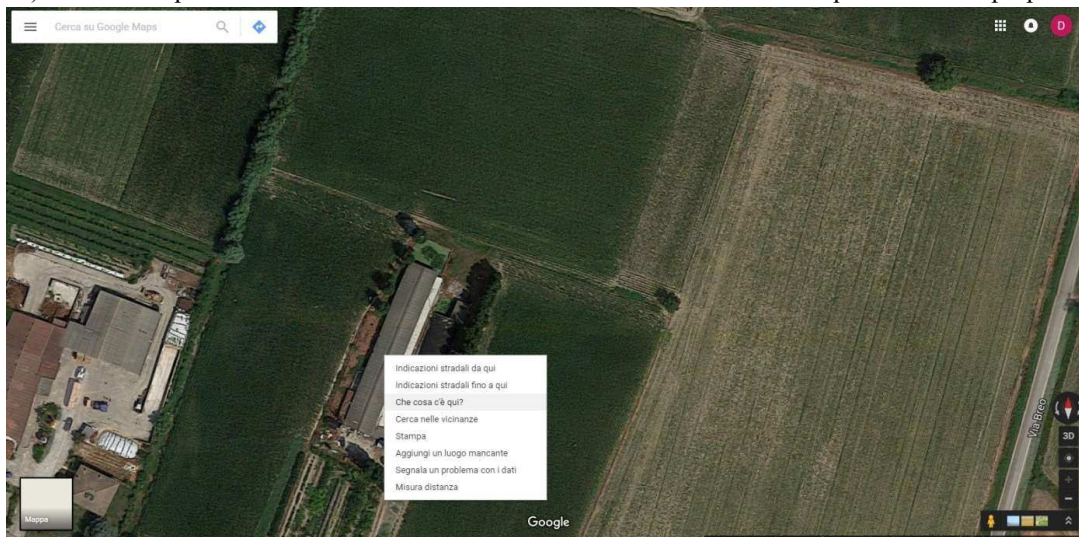 Cerca su Google Maps
D
Indicazioni stradali da qui
Indicazioni stradali fino a qui
Che cosa c'è qui?
Cerca nelle vicinanze
Stampa
Aggiungi un luogo mancante
Segnala un problema con i dati
Misura distanza
Via Breo
3D
Mappa
Google